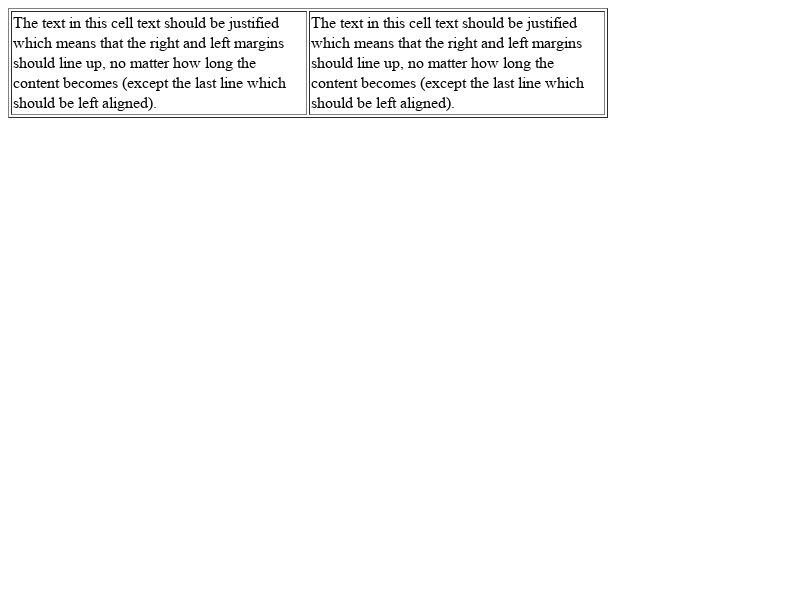 The text in this cell text should be justified
which means that the right and left margins
should line up, no matter how long the
content becomes (except the last line which
should be left aligned).
The text in this cell text should be justified
which means that the right and left margins
should line up, no matter how long the
content becomes (except the last line which
should be left aligned).